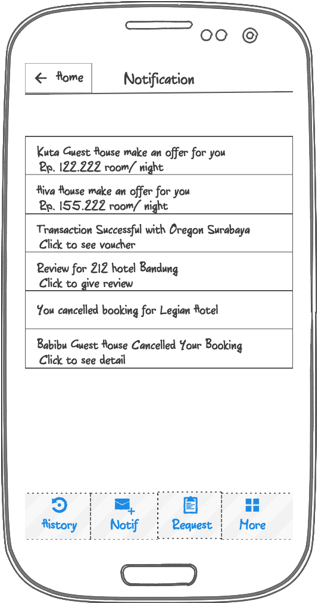 Home
Notification
Kuta Guest House make an offer for you
Rp. 122.222 room/ night
Hiva House make an offer for you
Rp. 155.222 room/ night
Transaction Successful with Oregon Surabaya
Click to see voucher
Review for 212 hotel Bandung
Click to give review
You cancelled booking for Legian Hotel
Babibu Guest House Cancelled Your Booking
Click to see detail
History
Notif
Request
More